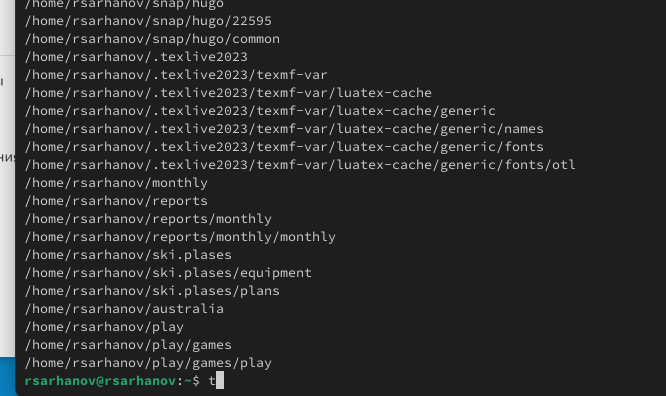 /home/rsarhanov/snap/hugo
/home/rsarhanov/snap/hugo/22595
/home/rsarhanov/snap/hugo/common
/home/rsarhanov/.texlive2023
/home/rsarhanov/.texlive2023/texmf-var
/home/rsarhanov/.texlive2023/texmf-var/luatex-cache
/home/rsarhanov/.texlive2023/texmf-var/luatex-cache/generic
/home/rsarhanov/.texlive2023/texmf-var/luatex-cache/generic/names
/home/rsarhanov/.texlive2023/texmf-var/luatex-cache/generic/fonts
/home/rsarhanov/.texlive2023/texmf-var/luatex-cache/generic/fonts/otl
/home/rsarhanov/monthly
/home/rsarhanov/reports
/home/rsarhanov/reports/monthly
/home/rsarhanov/reports/monthly/monthly
/home/rsarhanov/ski.plases
/home/rsarhanov/ski.plases/equipment
/home/rsarhanov/ski.plases/plans
/home/rsarhanov/australia
/home/rsarhanov/play
/home/rsarhanov/play/games
/home/rsarhanov/play/games/play
rsarhanov@rsarhanov:~$ t